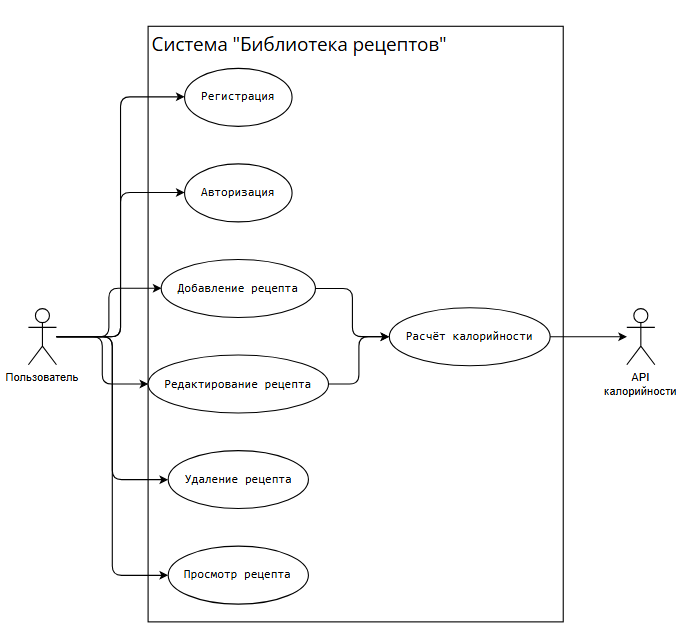 Система "Библиотека рецептов"
Регистрация
Авторизация
Добавление рецепта
Расчёт калорийности
Пользователь
API
калорийности
Редактирование рецепта
Удаление рецепта
Просмотр рецепта